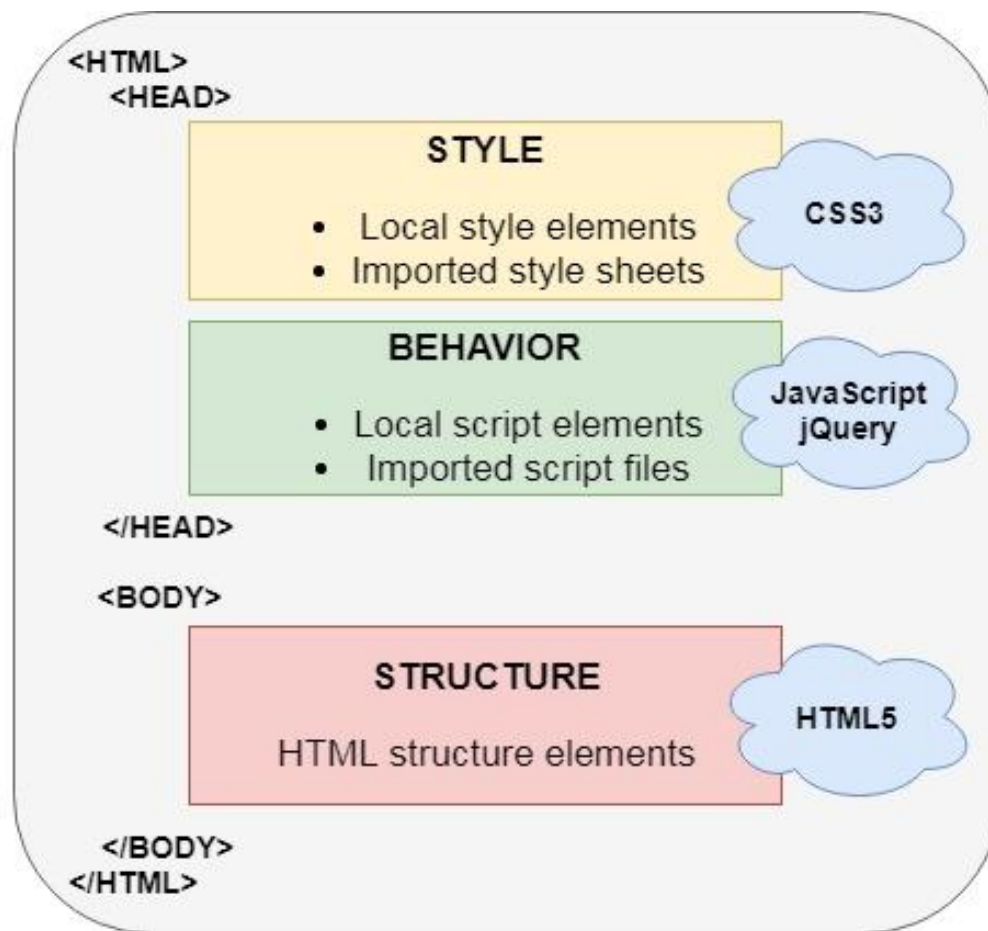 <HTML>
<HEAD>
STYLE
• Local style elements
• Imported style sheets
CSS3
BEHAVIOR
• Local script elements
• Imported script files
JavaScript
jQuery
</HEAD>
<BODY>
STRUCTURE
HTML structure elements
HTML5
</BODY>
</HTML>